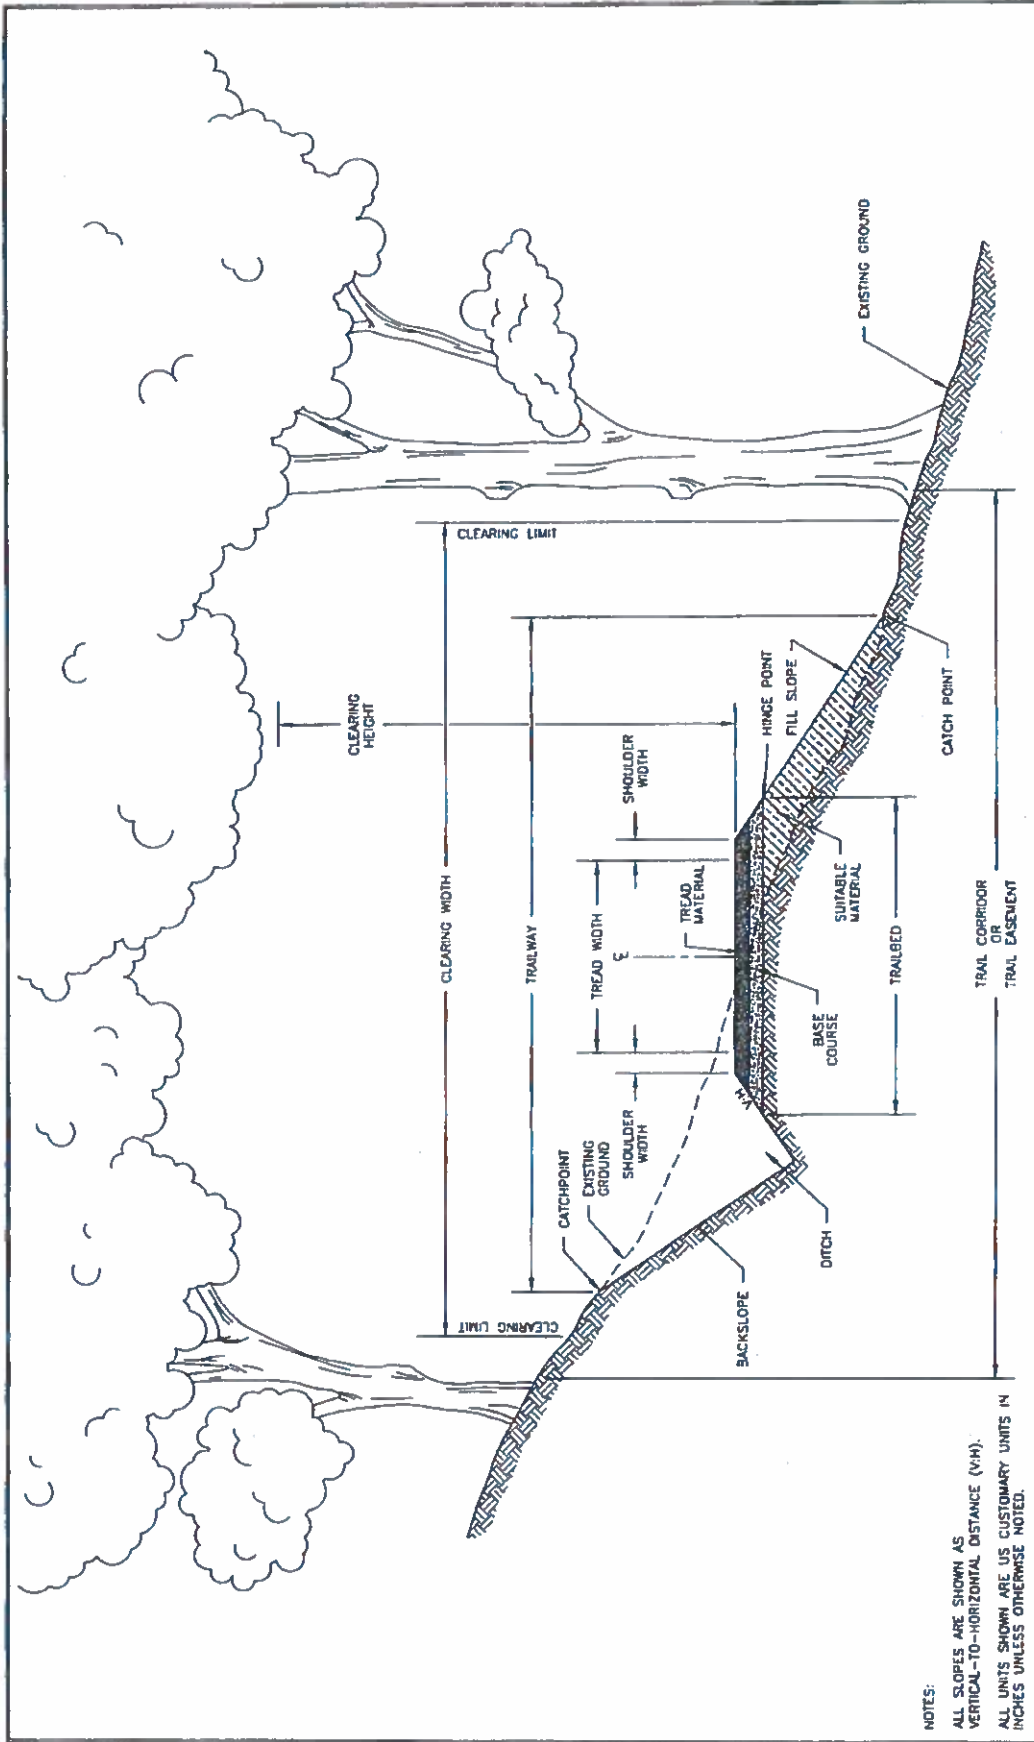 CLEARING WIDTH
CLEARING LIMIT
CLEARING LIMIT
TRAILWAY
CLEARING
HEIGHT
CATCHPOINT
EXISTING
GROUND
SHOULDER
WIDTH
TREAD WIDTH
℄
TREAD
MATERIAL
SHOULDER
WIDTH
HINGE POINT
FILL SLOPE
EXISTING GROUND
V:H
BACKSLOPE
DITCH
BASE
COURSE
SUITABLE
MATERIAL
TRAILBED
CATCH POINT
TRAIL CORRIDOR
OR
TRAIL EASEMENT
NOTES:
ALL SLOPES ARE SHOWN AS
VERTICAL-TO-HORIZONTAL DISTANCE (V:H).
ALL UNITS SHOWN ARE US CUSTOMARY UNITS IN
INCHES UNLESS OTHERWISE NOTED.